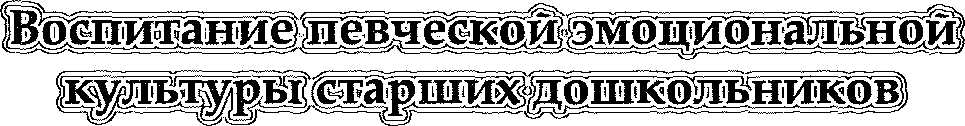 Воспитание певческой эмоциональной
культуры старших дошкольников